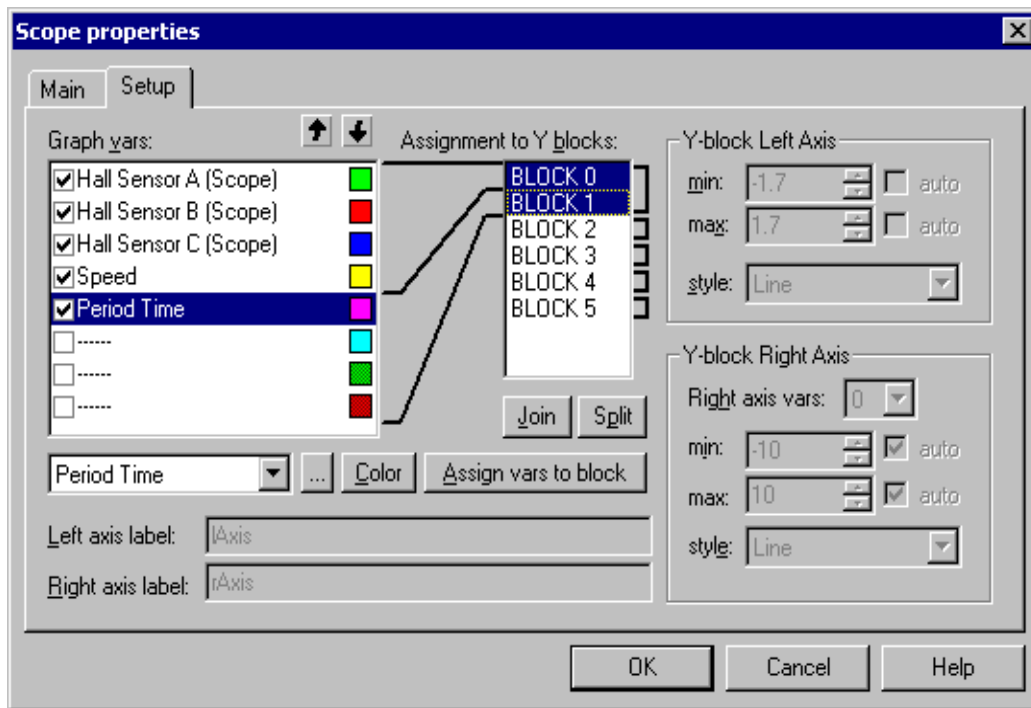 Scope properties
Main
Setup
Graph vars:
Assignment to Y blocks:
Hall Sensor A (Scope)
Hall Sensor B (Scope)
Hall Sensor C (Scope)
Speed
Period Time
------
------
------
BLOCK 0
BLOCK 1
BLOCK 2
BLOCK 3
BLOCK 4
BLOCK 5
Join
Split
Period Time
...
Color
Assign vars to block
Left axis label:
lAxis
Right axis label:
rAxis
Y-block Left Axis
min:
-1.7
auto
max:
1.7
auto
style:
Line
Y-block Right Axis
Right axis vars:
0
min:
-10
auto
max:
10
auto
style:
Line
OK
Cancel
Help